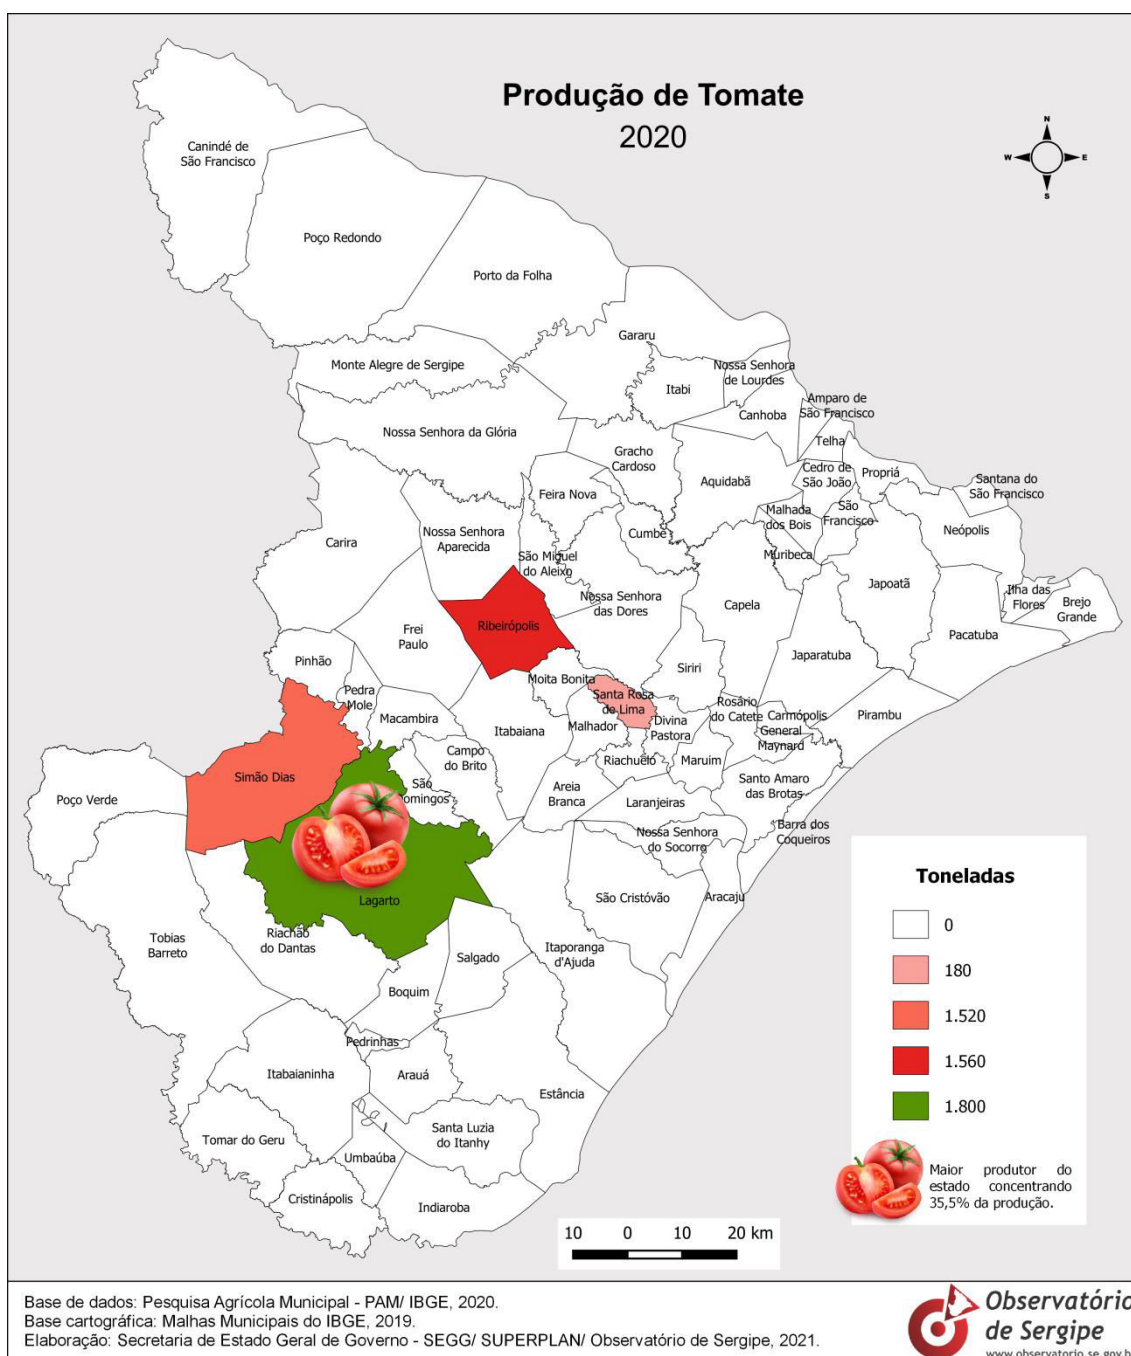 Produção de Tomate
2020
N
W
E
S
Canindé de
São Francisco
Poço Redondo
Porto da Folha
Gararu
Monte Alegre de Sergipe
Nossa Senhora
de Lourdes
Itabi
Amparo de
São Francisco
Canhoba
Nossa Senhora da Glória
Telha
Gracho
Cardoso
Cedro de
São João
Propriá
Aquidabã
Santana do
São Francisco
Feira Nova
Malhada
dos Bois
São
Francisco
Neópolis
Nossa Senhora
Aparecida
Cumbe
Carira
São Miguel
do Aleixo
Muribeca
Japoatã
Ilha das
Flores
Nossa Senhora
das Dores
Capela
Brejo
Grande
Ribeirópolis
Frei
Paulo
Pacatuba
Japaratuba
Pinhão
Siriri
Moita Bonita
Pedra
Mole
Santa Rosa
de Lima
Rosário
do Catete
Carmópolis
Pirambu
Macambira
Itabaiana
Malhador
Divina
Pastora
General
Maynard
Campo
do Brito
Riachuelo
Maruim
Simão Dias
São
Domingos
Areia
Branca
Santo Amaro
das Brotas
Poço Verde
Laranjeiras
Nossa Senhora
do Socorro
Barra dos
Coqueiros
São Cristóvão
Aracaju
Lagarto
Tobias
Barreto
Riachão
do Dantas
Itaporanga
d'Ajuda
Salgado
Boquim
Pedrinhas
Itabaianinha
Arauá
Estância
Santa Luzia
do Itanhy
Tomar do Geru
Umbaúba
Cristinápolis
Indiaroba
Toneladas
0
180
1.520
1.560
1.800
Maior produtor do
estado concentrando
35,5% da produção.
10 0 10 20 km
Base de dados: Pesquisa Agrícola Municipal - PAM/ IBGE, 2020.
Base cartográfica: Malhas Municipais do IBGE, 2019.
Elaboração: Secretaria de Estado Geral de Governo - SEGG/ SUPERPLAN/ Observatório de Sergipe, 2021.
Observatório
de Sergipe